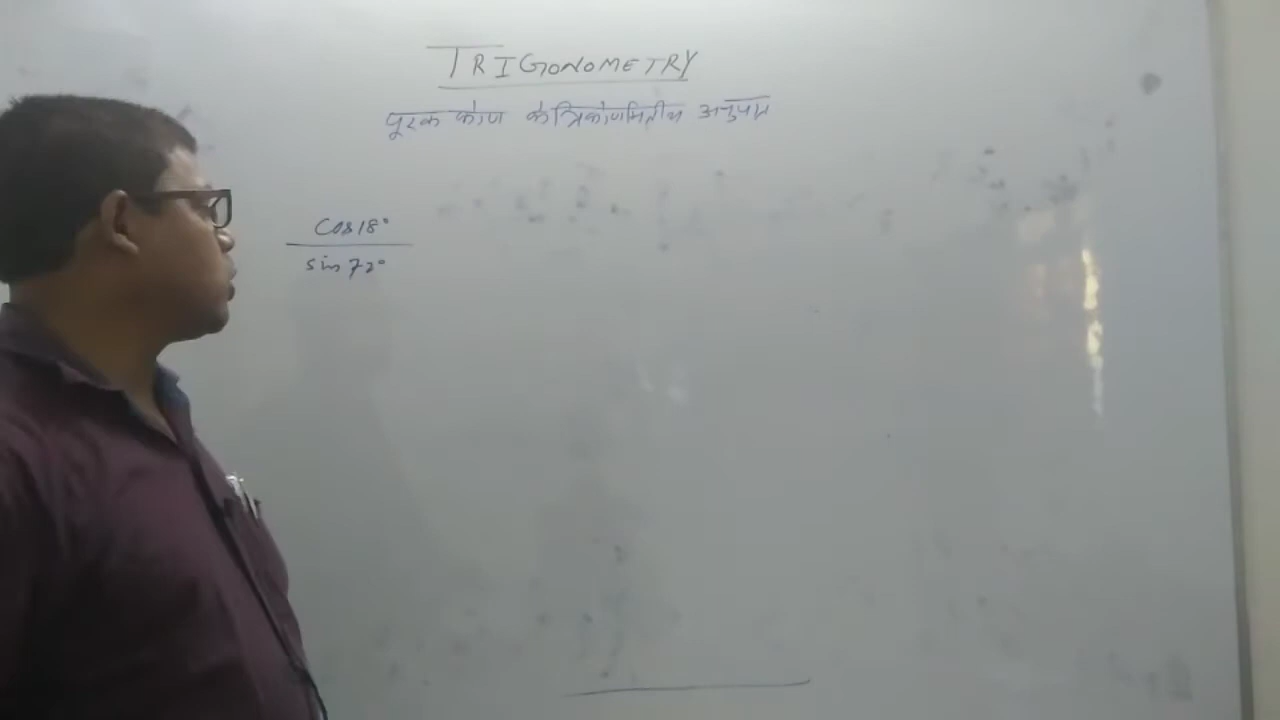 TRIGONOMETRY
पूरक कोण के त्रिकोणमितीय अनुपात
cos 18°
sin 72°